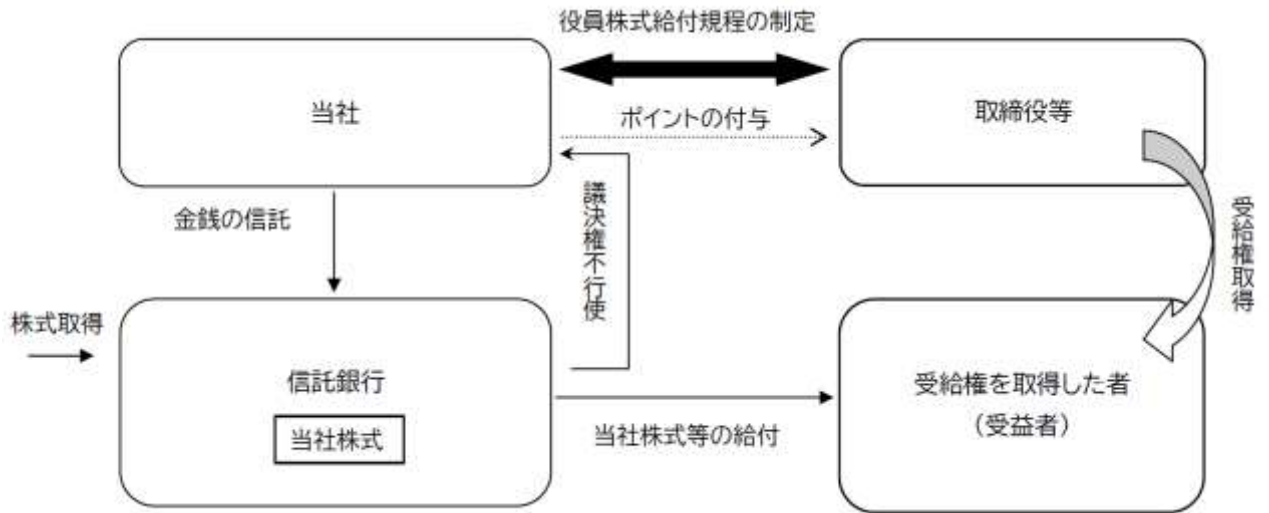 役員株式給付規程の制定
当社
取締役等
ポイントの付与
金銭の信託
議決権不行使
受給権取得
株式取得
信託銀行
当社株式
受給権を取得した者
（受益者）
当社株式等の給付